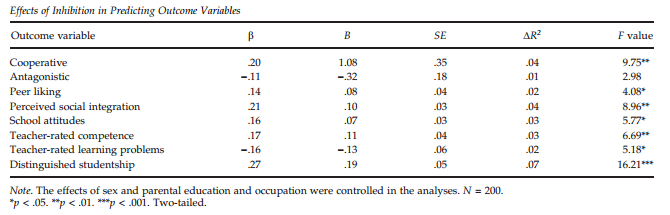 Effects of Inhibition in Predicting Outcome Variables
Outcome variable β B SE ΔR² F value
Cooperative .20 1.08 .35 .04 9.75**
Antagonistic −.11 −.32 .18 .01 2.98
Peer liking .14 .08 .04 .02 4.08*
Perceived social integration .21 .10 .03 .04 8.96**
School attitudes .16 .07 .03 .03 5.77*
Teacher-rated competence .17 .11 .04 .03 6.69**
Teacher-rated learning problems −.16 −.13 .06 .02 5.18*
Distinguished studentship .27 .19 .05 .07 16.21***
Note. The effects of sex and parental education and occupation were controlled in the analyses. N = 200.
*p < .05. **p < .01. ***p < .001. Two-tailed.